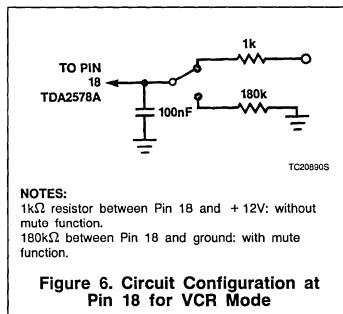 1k
TO PIN
18
TDA2578A
180k
100nF
TC20890S
NOTES:
1kΩ resistor between Pin 18 and + 12V: without
mute function.
180kΩ between Pin 18 and ground: with mute
function.
Figure 6. Circuit Configuration at
Pin 18 for VCR Mode